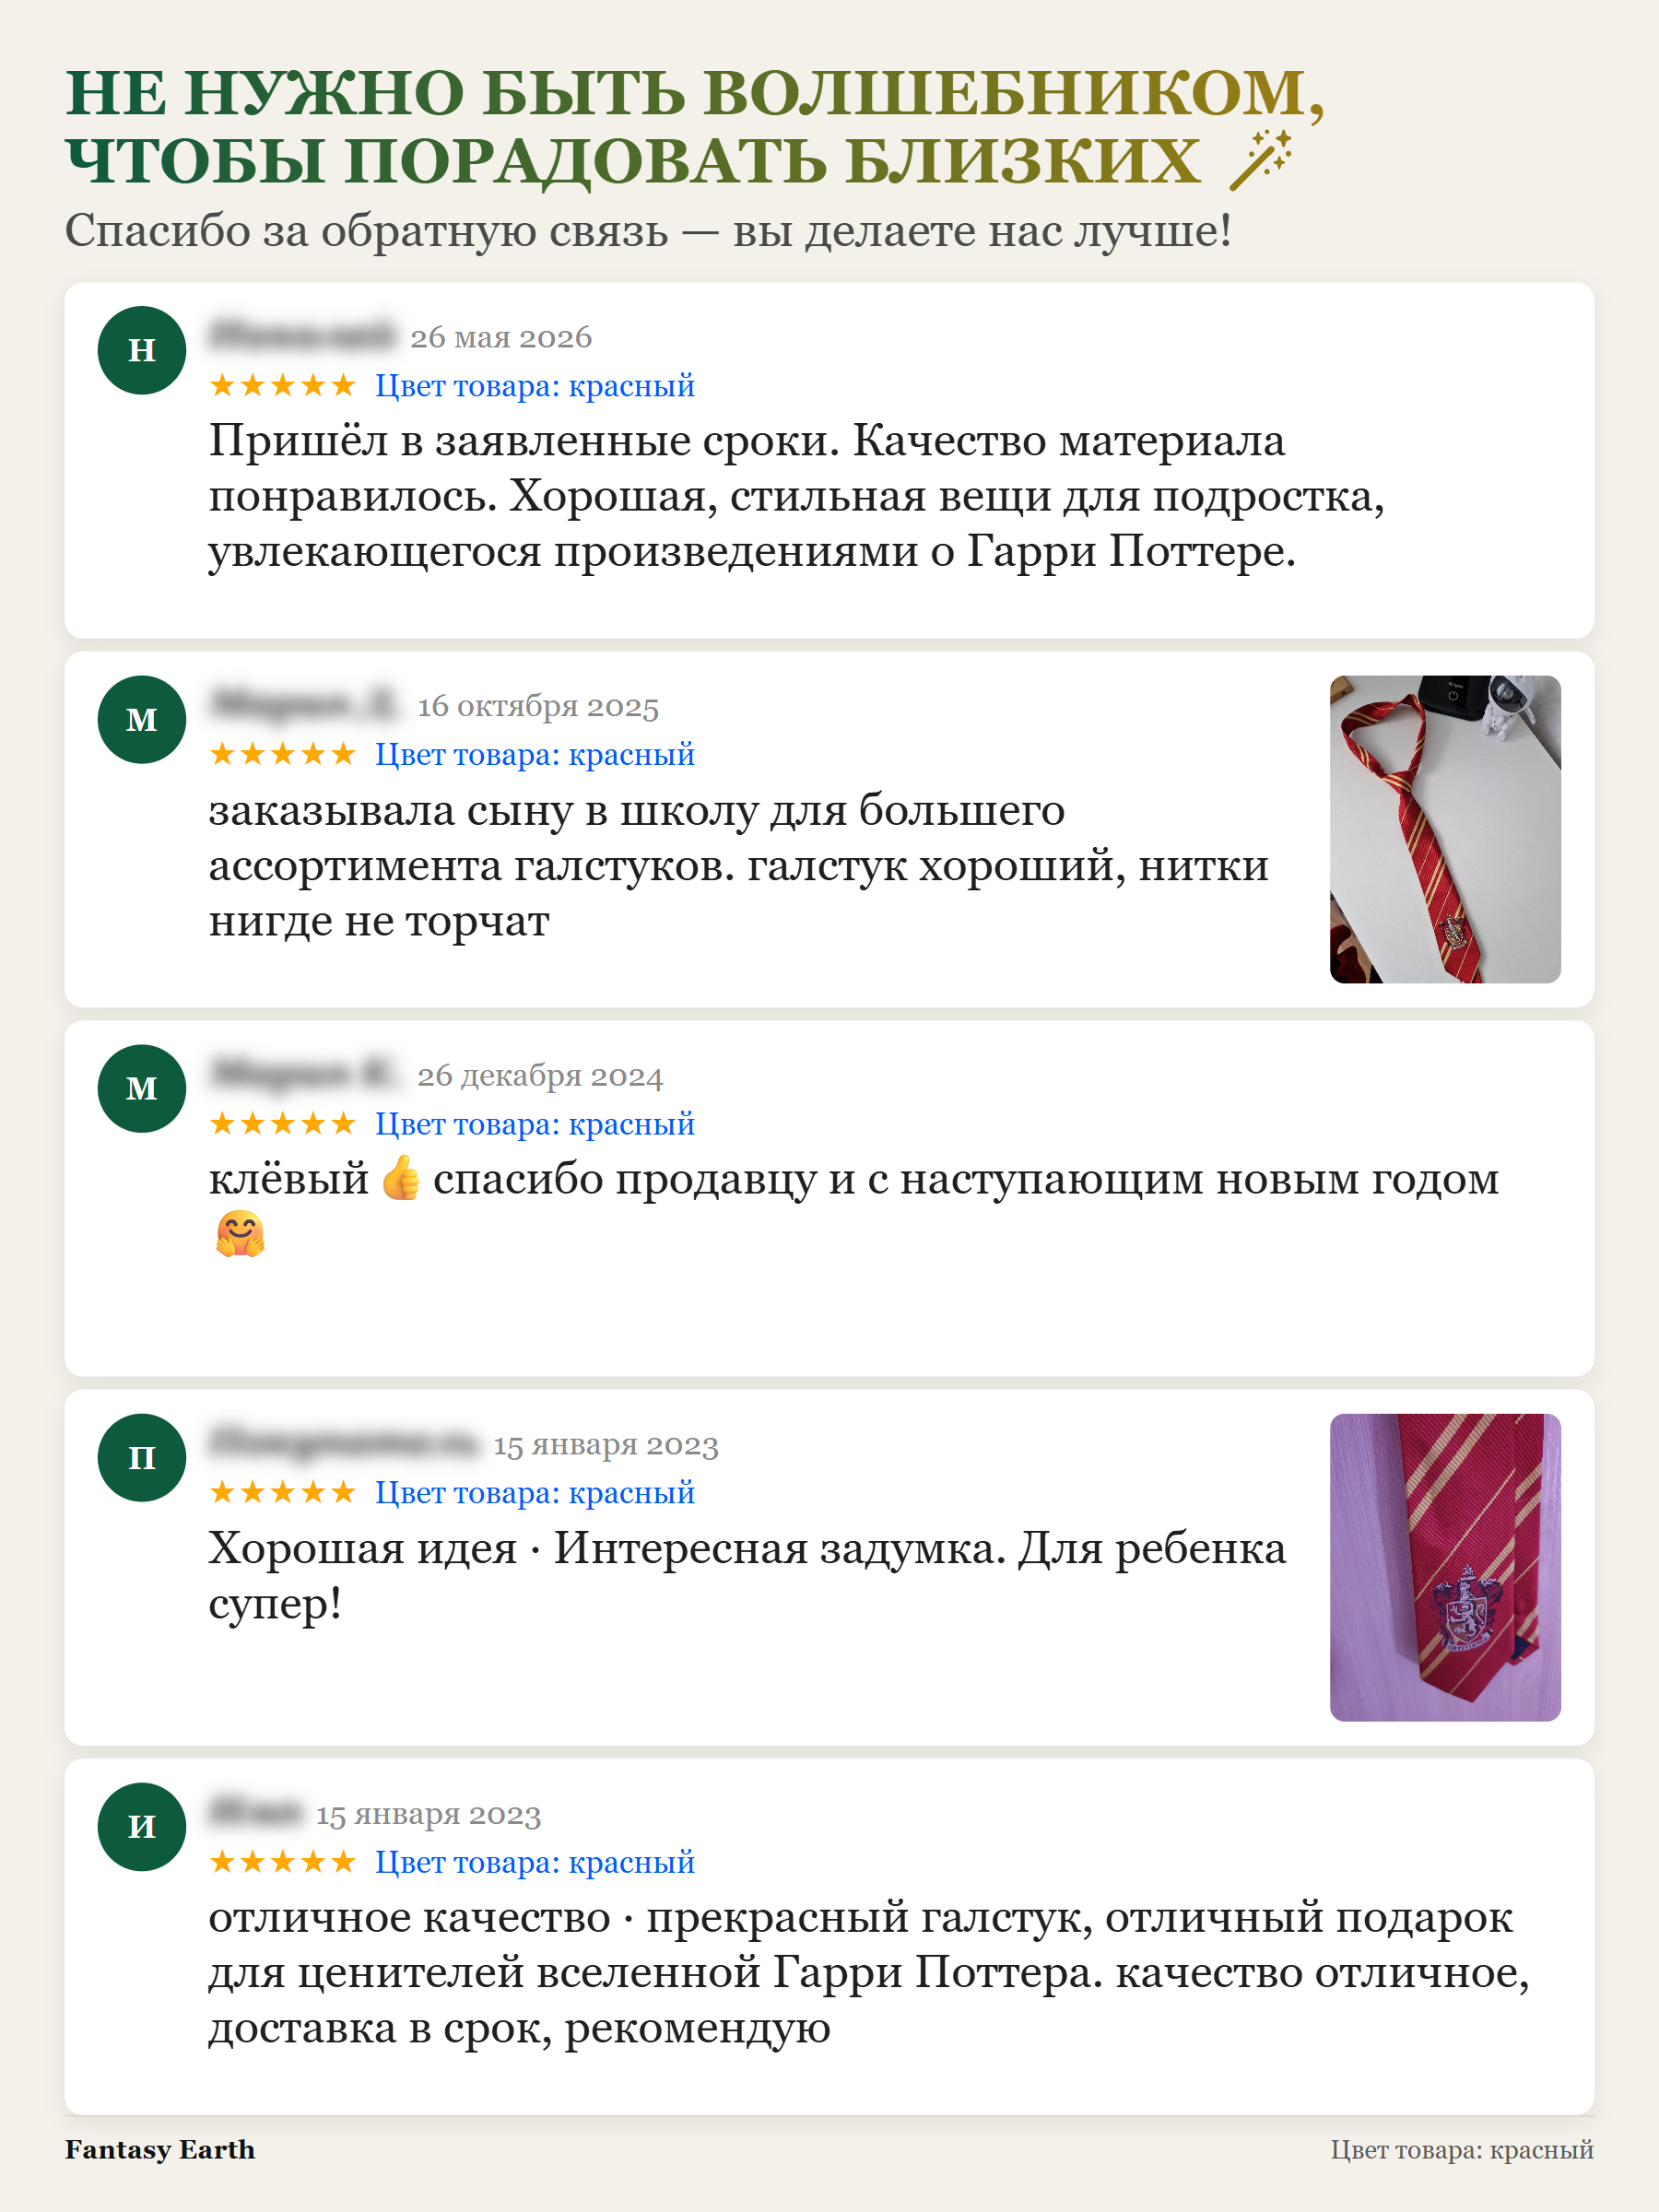 НЕ НУЖНО БЫТЬ ВОЛШЕБНИКОМ,
ЧТОБЫ ПОРАДОВАТЬ БЛИЗКИХ
Спасибо за обратную связь — вы делаете нас лучше!
Н
26 мая 2026
★★★★★ Цвет товара: красный
Пришёл в заявленные сроки. Качество материала
понравилось. Хорошая, стильная вещи для подростка,
увлекающегося произведениями о Гарри Поттере.
М
16 октября 2025
★★★★★ Цвет товара: красный
заказывала сыну в школу для большего
ассортимента галстуков. галстук хороший, нитки
нигде не торчат
М
26 декабря 2024
★★★★★ Цвет товара: красный
клёвый 👍 спасибо продавцу и с наступающим новым годом
🤗
П
15 января 2023
★★★★★ Цвет товара: красный
Хорошая идея · Интересная задумка. Для ребенка
супер!
И
15 января 2023
★★★★★ Цвет товара: красный
отличное качество · прекрасный галстук, отличный подарок
для ценителей вселенной Гарри Поттера. качество отличное,
доставка в срок, рекомендую
Fantasy Earth
Цвет товара: красный